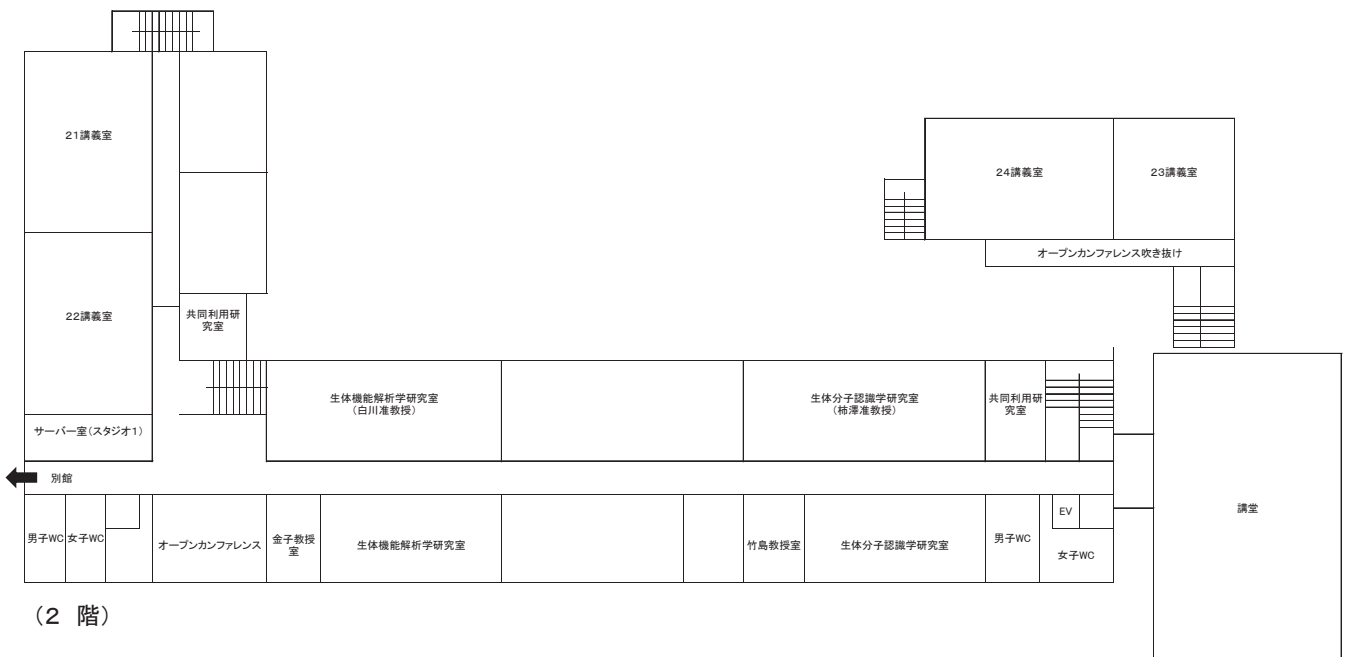 21講義室
24講義室
23講義室
オープンカンファレンス吹き抜け
22講義室
共同利用研
究室
生体機能解析学研究室
(白川准教授)
生体分子認識学研究室
(柿澤准教授)
共同利用研
究室
サーバー室(スタジオ1)
別館
講堂
男子WC
女子WC
オープンカンファレンス
金子教授
室
生体機能解析学研究室
竹島教授室
生体分子認識学研究室
男子WC
EV
女子WC
(2 階)